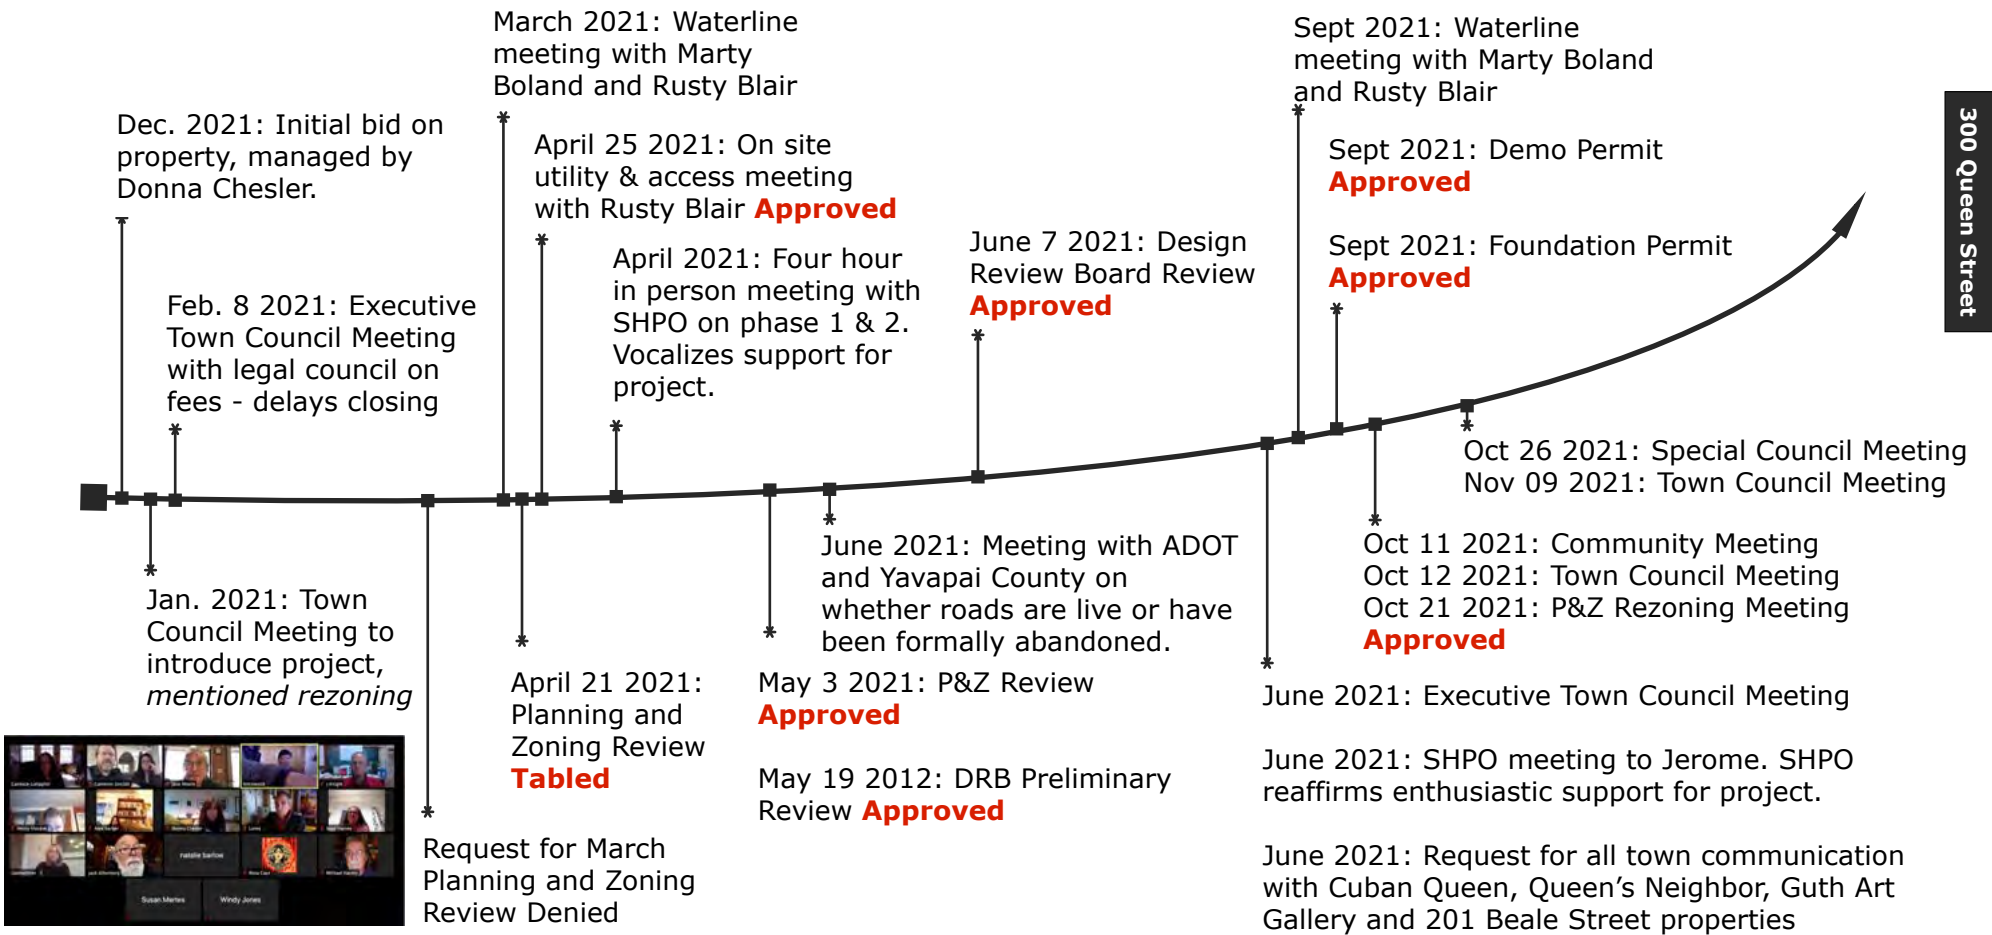 March 2021: Waterline
meeting with Marty
Boland and Rusty Blair
Sept 2021: Waterline
meeting with Marty Boland
and Rusty Blair
Dec. 2021: Initial bid on
property, managed by
Donna Chesler.
April 25 2021: On site
utility & access meeting
with Rusty Blair Approved
Sept 2021: Demo Permit
Approved
300 Queen Street
Feb. 8 2021: Executive
Town Council Meeting
with legal council on
fees - delays closing
April 2021: Four hour
in person meeting with
SHPO on phase 1 & 2.
Vocalizes support for
project.
June 7 2021: Design
Review Board Review
Approved
Sept 2021: Foundation Permit
Approved
Oct 26 2021: Special Council Meeting
Nov 09 2021: Town Council Meeting
Jan. 2021: Town
Council Meeting to
introduce project,
mentioned rezoning
June 2021: Meeting with ADOT
and Yavapai County on
whether roads are live or have
been formally abandoned.
Oct 11 2021: Community Meeting
Oct 12 2021: Town Council Meeting
Oct 21 2021: P&Z Rezoning Meeting
Approved
April 21 2021:
Planning and
Zoning Review
Tabled
May 3 2021: P&Z Review
Approved
May 19 2012: DRB Preliminary
Review Approved
June 2021: Executive Town Council Meeting
June 2021: SHPO meeting to Jerome. SHPO
reaffirms enthusiastic support for project.
June 2021: Request for all town communication
with Cuban Queen, Queen's Neighbor, Guth Art
Gallery and 201 Beale Street properties
Request for March
Planning and Zoning
Review Denied
natalie barlow
Susan Mertes
Windy Jones